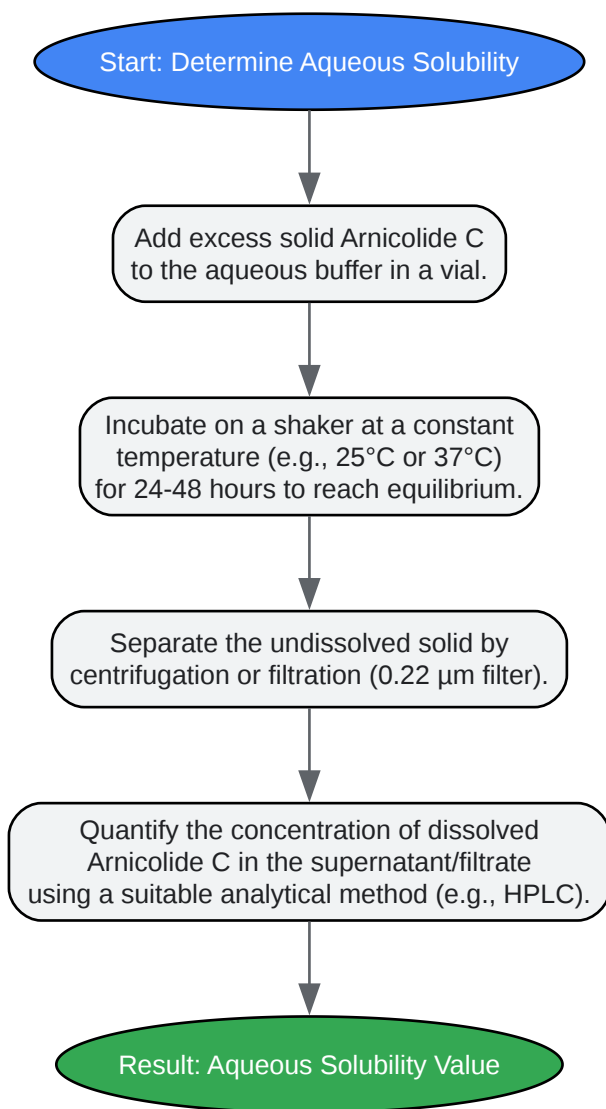 Start: Determine Aqueous Solubility
Add excess solid Arnicolide C
to the aqueous buffer in a vial.
Incubate on a shaker at a constant
temperature (e.g., 25°C or 37°C)
for 24-48 hours to reach equilibrium.
Separate the undissolved solid by
centrifugation or filtration (0.22 µm filter).
Quantify the concentration of dissolved
Arnicolide C in the supernatant/filtrate
using a suitable analytical method (e.g., HPLC).
Result: Aqueous Solubility Value